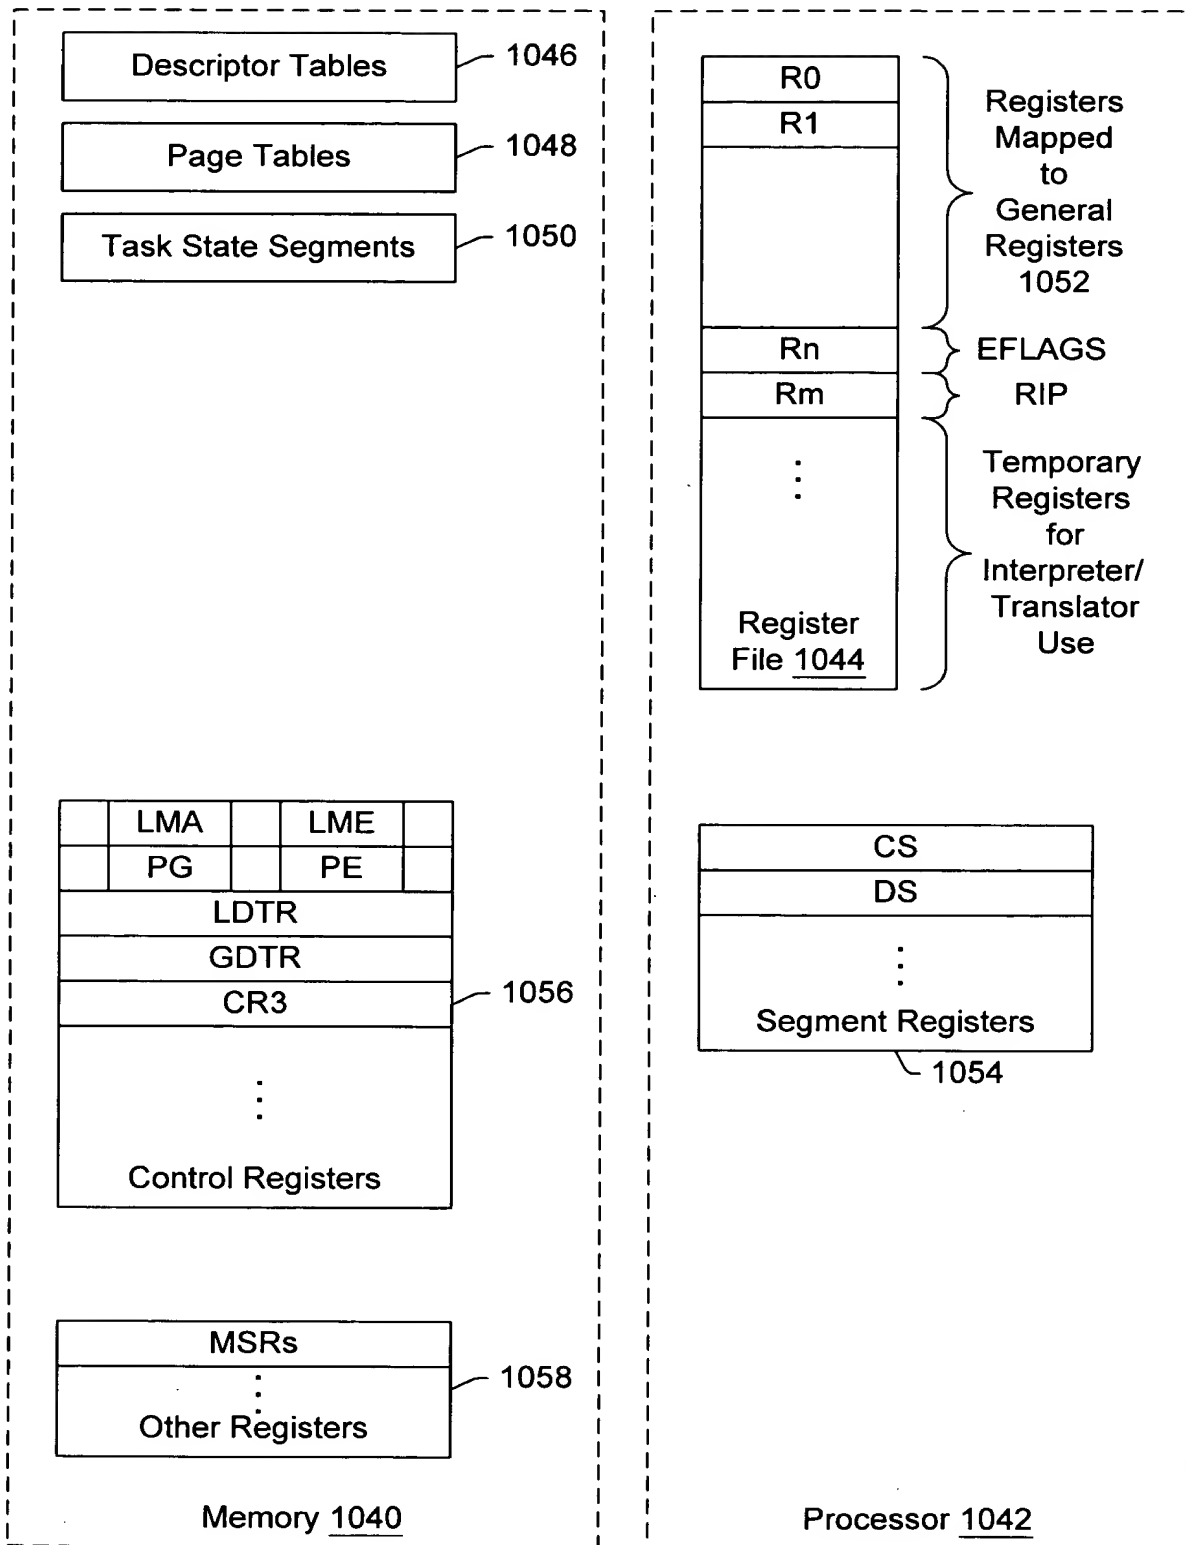 Descriptor Tables
1046
Page Tables
1048
Task State Segments
1050
LMA
LME
PG
PE
LDTR
GDTR
CR3
1056
Control Registers
MSRs
1058
Other Registers
Memory 1040
R0
R1
Registers
Mapped
to
General
Registers
1052
Rn
EFLAGS
Rm
RIP
Temporary
Registers
for
Interpreter/
Translator
Use
Register
File 1044
CS
DS
Segment Registers
1054
Processor 1042